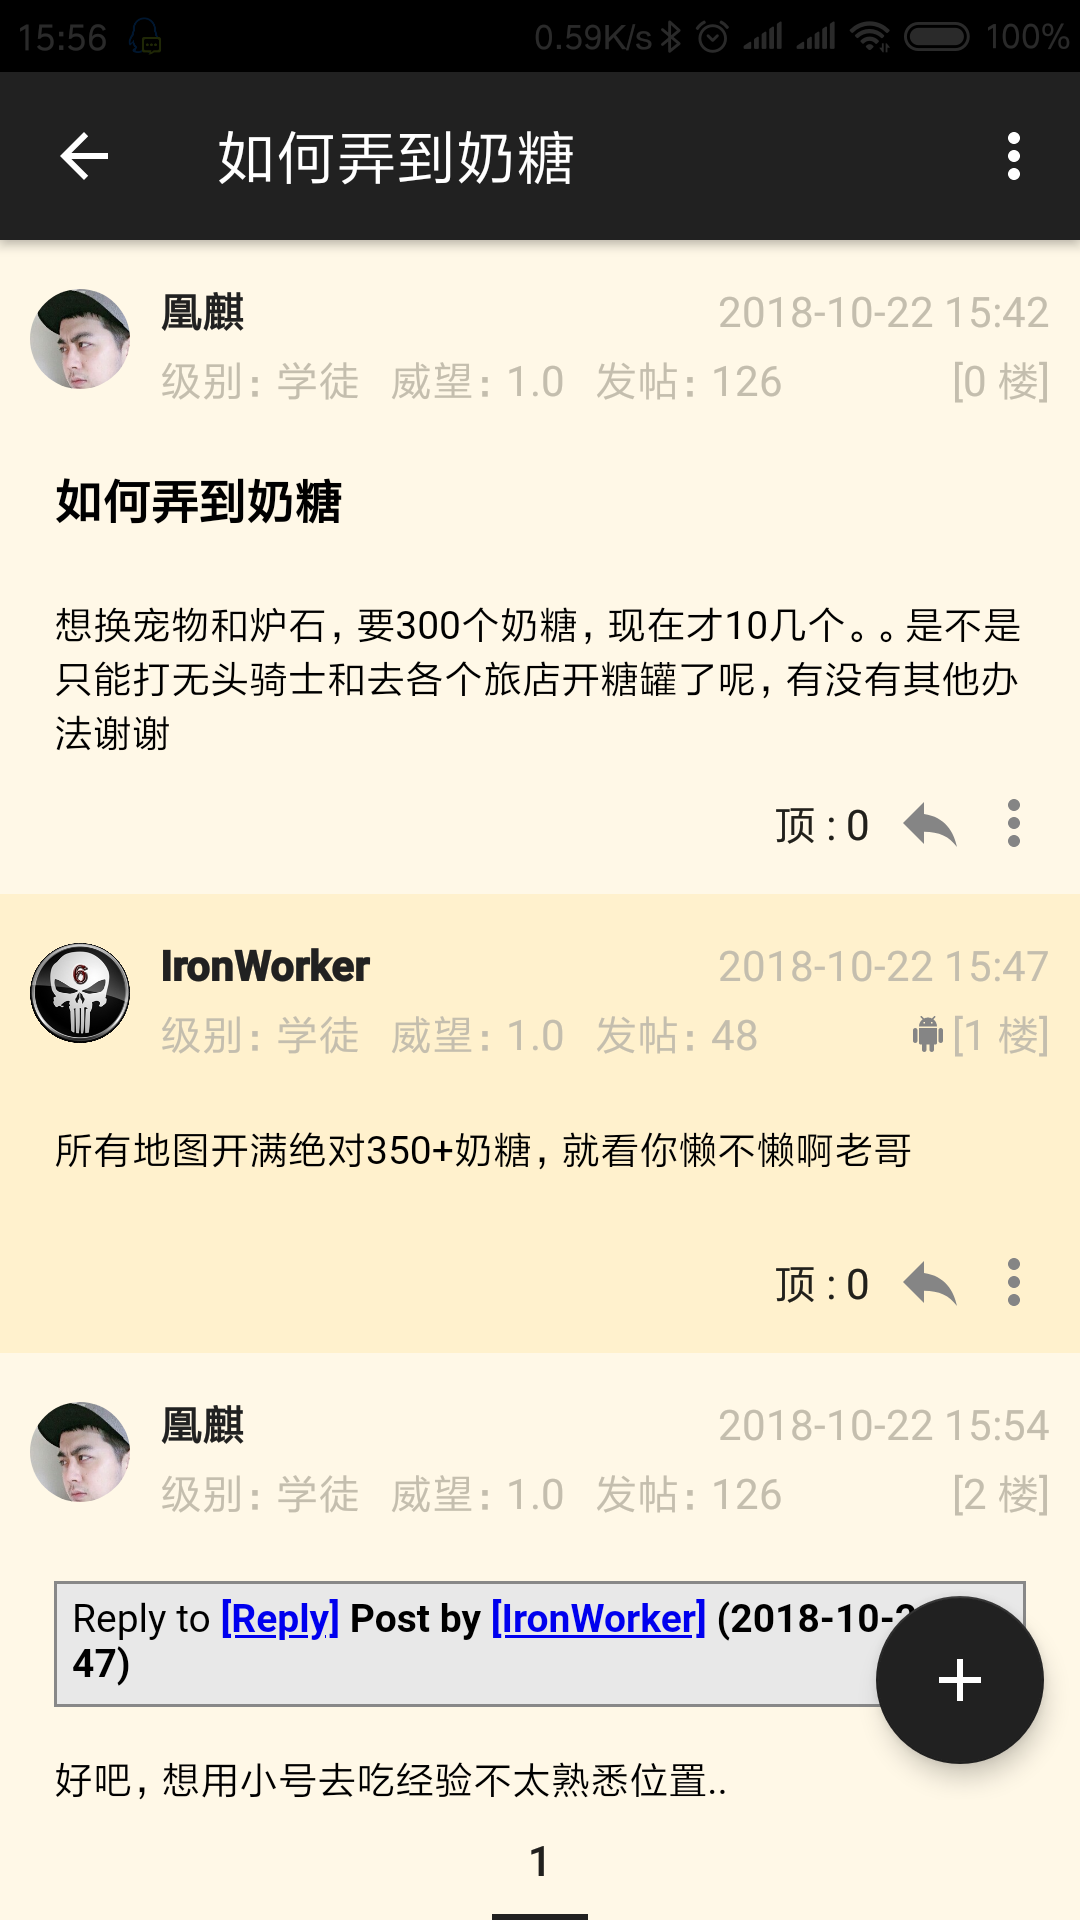 15:56
0.59K/s
100%
如何弄到奶糖
凰麒
2018-10-22 15:42
级别: 学徒 威望: 1.0 发帖: 126
[0 楼]
如何弄到奶糖
想换宠物和炉石, 要300个奶糖, 现在才10几个。。是不是
只能打无头骑士和去各个旅店开糖罐了呢, 有没有其他办
法谢谢
顶 : 0
6
IronWorker
2018-10-22 15:47
级别: 学徒 威望: 1.0 发帖: 48
[1 楼]
所有地图开满绝对350+奶糖, 就看你懒不懒啊老哥
顶 : 0
凰麒
2018-10-22 15:54
级别: 学徒 威望: 1.0 发帖: 126
[2 楼]
Reply to [Reply] Post by [IronWorker] (2018-10-
47)
好吧, 想用小号去吃经验不太熟悉位置..
1